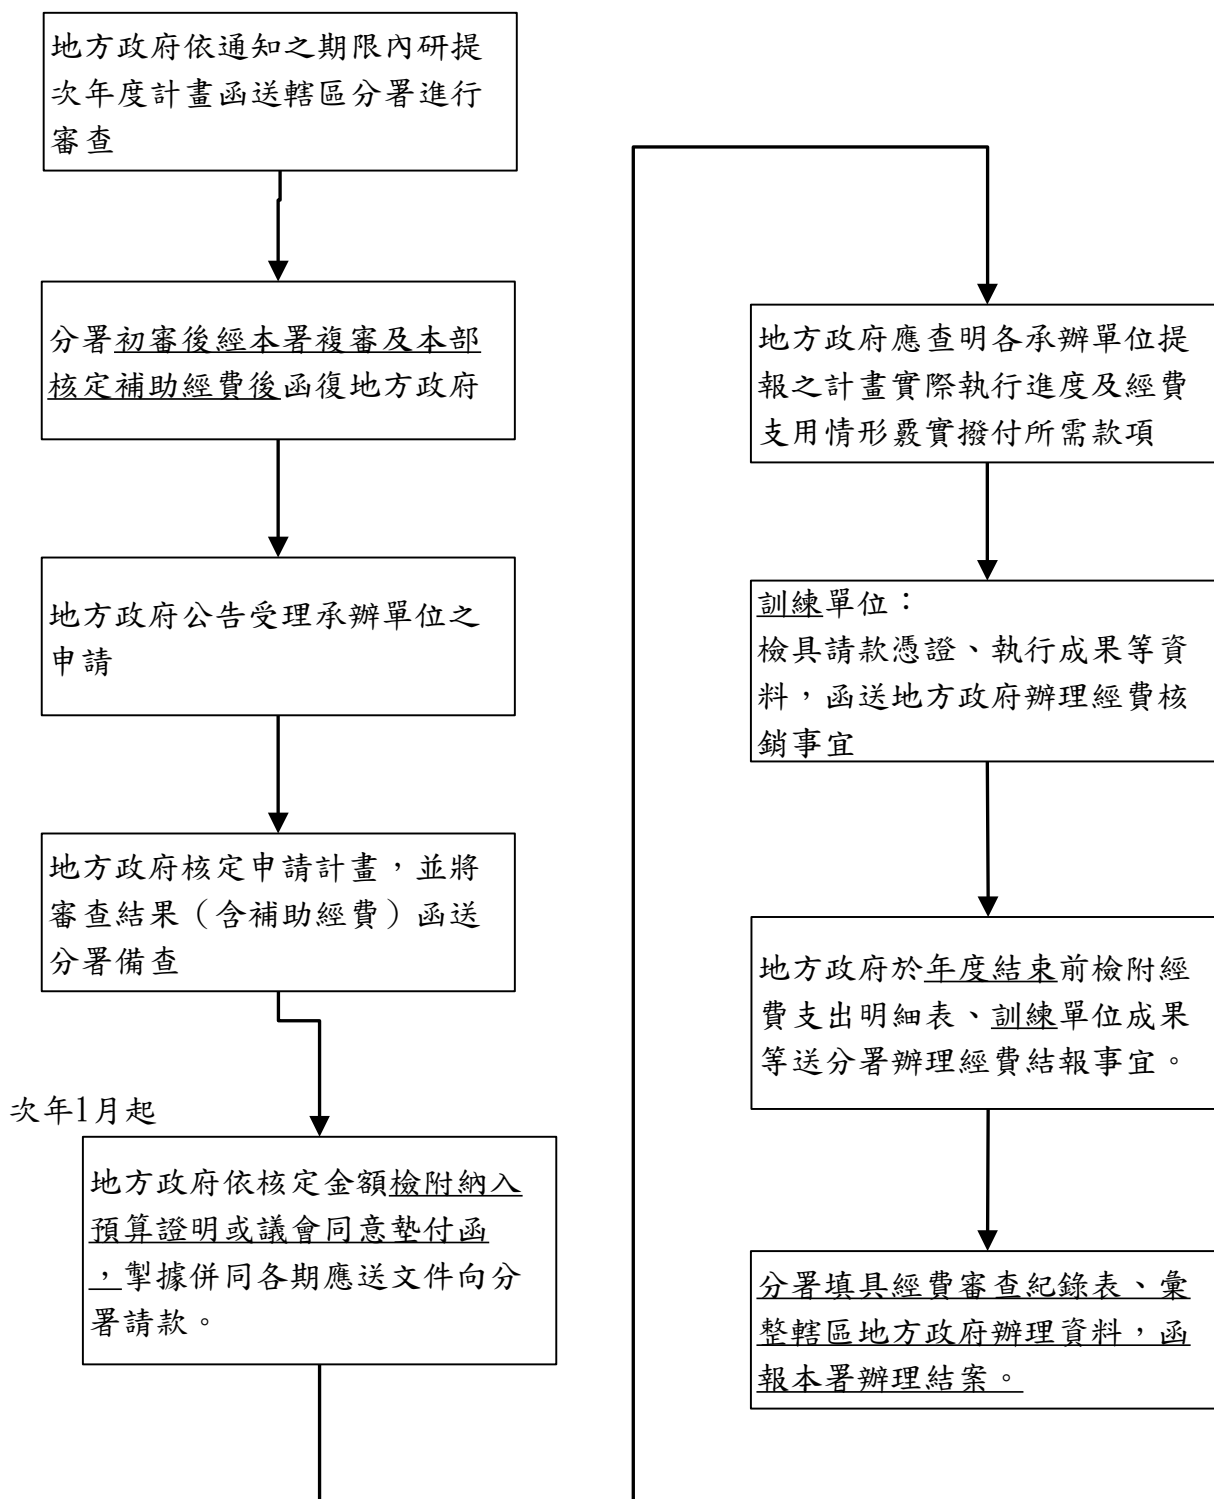 地方政府依通知之期限內研提
次年度計畫函送轄區分署進行
審查
分署初審後經本署複審及本部
核定補助經費後函復地方政府
地方政府公告受理承辦單位之
申請
地方政府核定申請計畫，並將
審查結果（含補助經費）函送
分署備查
次年1月起
地方政府依核定金額檢附納入
預算證明或議會同意墊付函
，掣據併同各期應送文件向分
署請款。
地方政府應查明各承辦單位提
報之計畫實際執行進度及經費
支用情形覈實撥付所需款項
訓練單位：
檢具請款憑證、執行成果等資
料，函送地方政府辦理經費核
銷事宜
地方政府於年度結束前檢附經
費支出明細表、訓練單位成果
等送分署辦理經費結報事宜。
分署填具經費審查紀錄表、彙
整轄區地方政府辦理資料，函
報本署辦理結案。